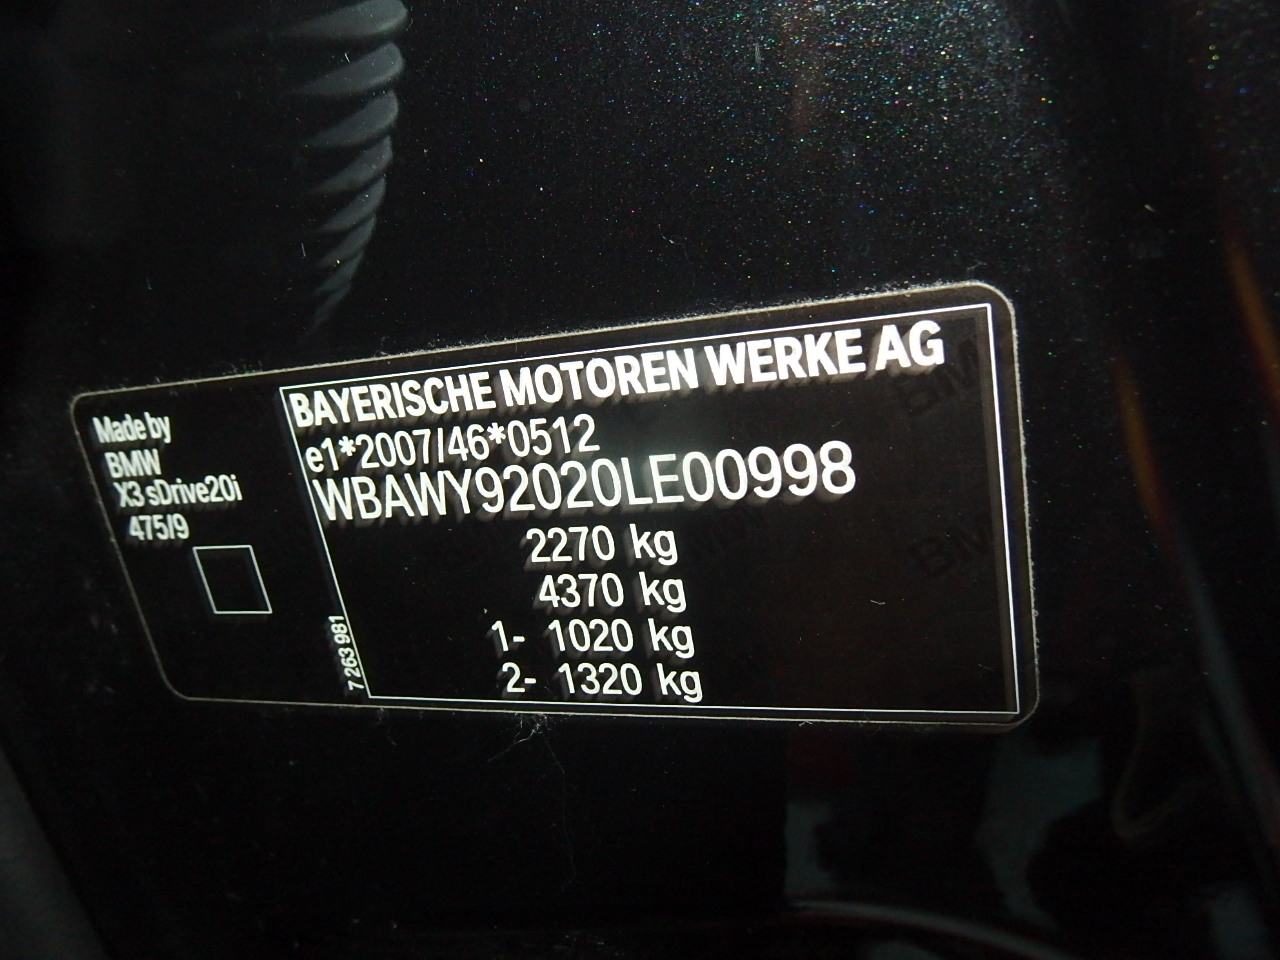 Made by
BMW
X3 sDrive20i
475/9
BAYERISCHE MOTOREN WERKE AG
e1*2007/46*0512
WBAWY92020LE00998
2270 kg
4370 kg
1- 1020 kg
2- 1320 kg
7 263 981